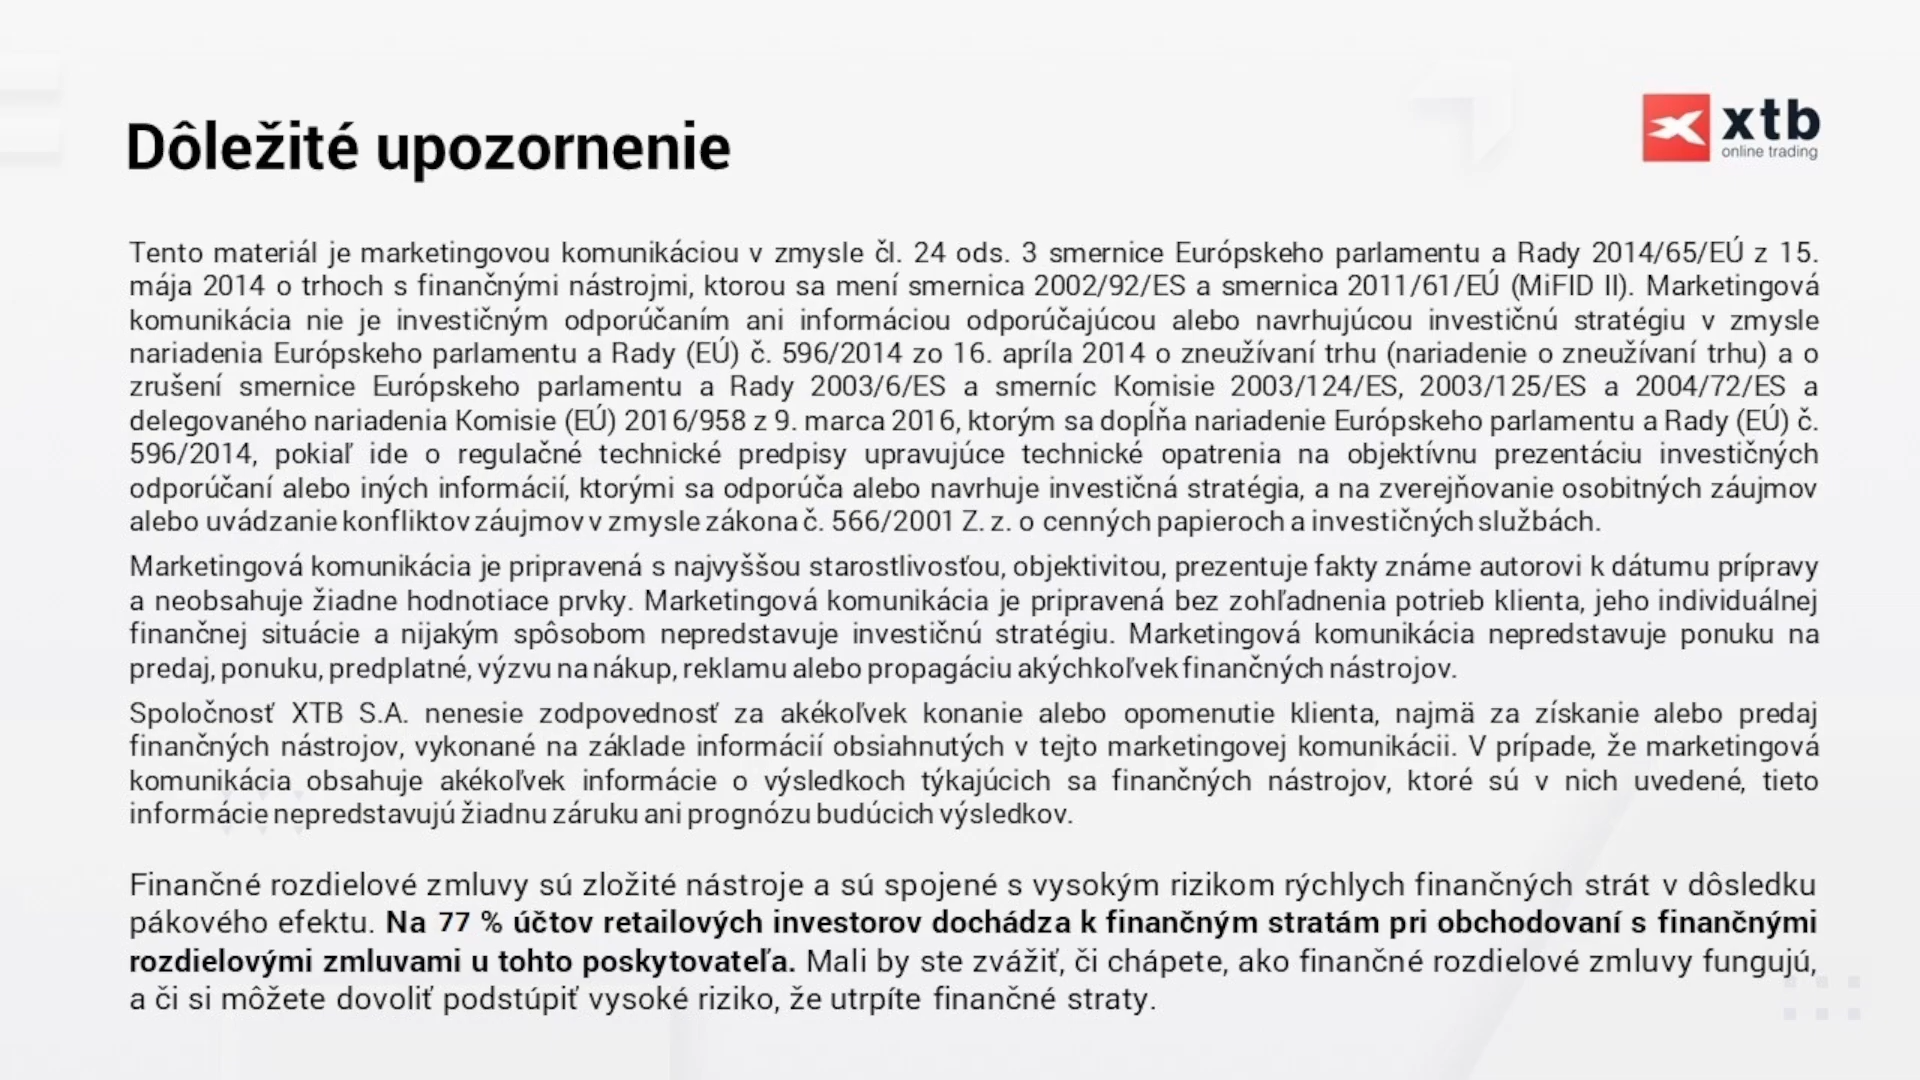 Dôležité upozornenie
xtb
online trading
Tento materiál je marketingovou komunikáciou v zmysle čl. 24 ods. 3 smernice Európskeho parlamentu a Rady 2014/65/EÚ z 15.
mája 2014 o trhoch s finančnými nástrojmi, ktorou sa mení smernica 2002/92/ES a smernica 2011/61/EÚ (MiFID II). Marketingová
komunikácia nie je investičným odporúčaním ani informáciou odporúčajúcou alebo navrhujúcou investičnú stratégiu v zmysle
nariadenia Európskeho parlamentu a Rady (EÚ) č. 596/2014 zo 16. apríla 2014 o zneužívaní trhu (nariadenie o zneužívaní trhu) a o
zrušení smernice Európskeho parlamentu a Rady 2003/6/ES a smerníc Komisie 2003/124/ES, 2003/125/ES a 2004/72/ES a
delegovaného nariadenia Komisie (EÚ) 2016/958 z 9. marca 2016, ktorým sa dopĺňa nariadenie Európskeho parlamentu a Rady (EÚ) č.
596/2014, pokiaľ ide o regulačné technické predpisy upravujúce technické opatrenia na objektívnu prezentáciu investičných
odporúčaní alebo iných informácií, ktorými sa odporúča alebo navrhuje investičná stratégia, a na zverejňovanie osobitných záujmov
alebo uvádzanie konfliktov záujmov v zmysle zákona č. 566/2001 Z. z. o cenných papieroch a investičných službách.
Marketingová komunikácia je pripravená s najvyššou starostlivosťou, objektivitou, prezentuje fakty známe autorovi k dátumu prípravy
a neobsahuje žiadne hodnotiace prvky. Marketingová komunikácia je pripravená bez zohľadnenia potrieb klienta, jeho individuálnej
finančnej situácie a nijakým spôsobom nepredstavuje investičnú stratégiu. Marketingová komunikácia nepredstavuje ponuku na
predaj, ponuku, predplatné, výzvu na nákup, reklamu alebo propagáciu akýchkoľvek finančných nástrojov.
Spoločnosť XTB S.A. nenesie zodpovednosť za akékoľvek konanie alebo opomenutie klienta, najmä za získanie alebo predaj
finančných nástrojov, vykonané na základe informácií obsiahnutých v tejto marketingovej komunikácii. V prípade, že marketingová
komunikácia obsahuje akékoľvek informácie o výsledkoch týkajúcich sa finančných nástrojov, ktoré sú v nich uvedené, tieto
informácie nepredstavujú žiadnu záruku ani prognózu budúcich výsledkov.
Finančné rozdielové zmluvy sú zložité nástroje a sú spojené s vysokým rizikom rýchlych finančných strát v dôsledku
pákového efektu. Na 77 % účtov retailových investorov dochádza k finančným stratám pri obchodovaní s finančnými
rozdielovými zmluvami u tohto poskytovateľa. Mali by ste zvážiť, či chápete, ako finančné rozdielové zmluvy fungujú,
a či si môžete dovoliť podstúpiť vysoké riziko, že utrpíte finančné straty.